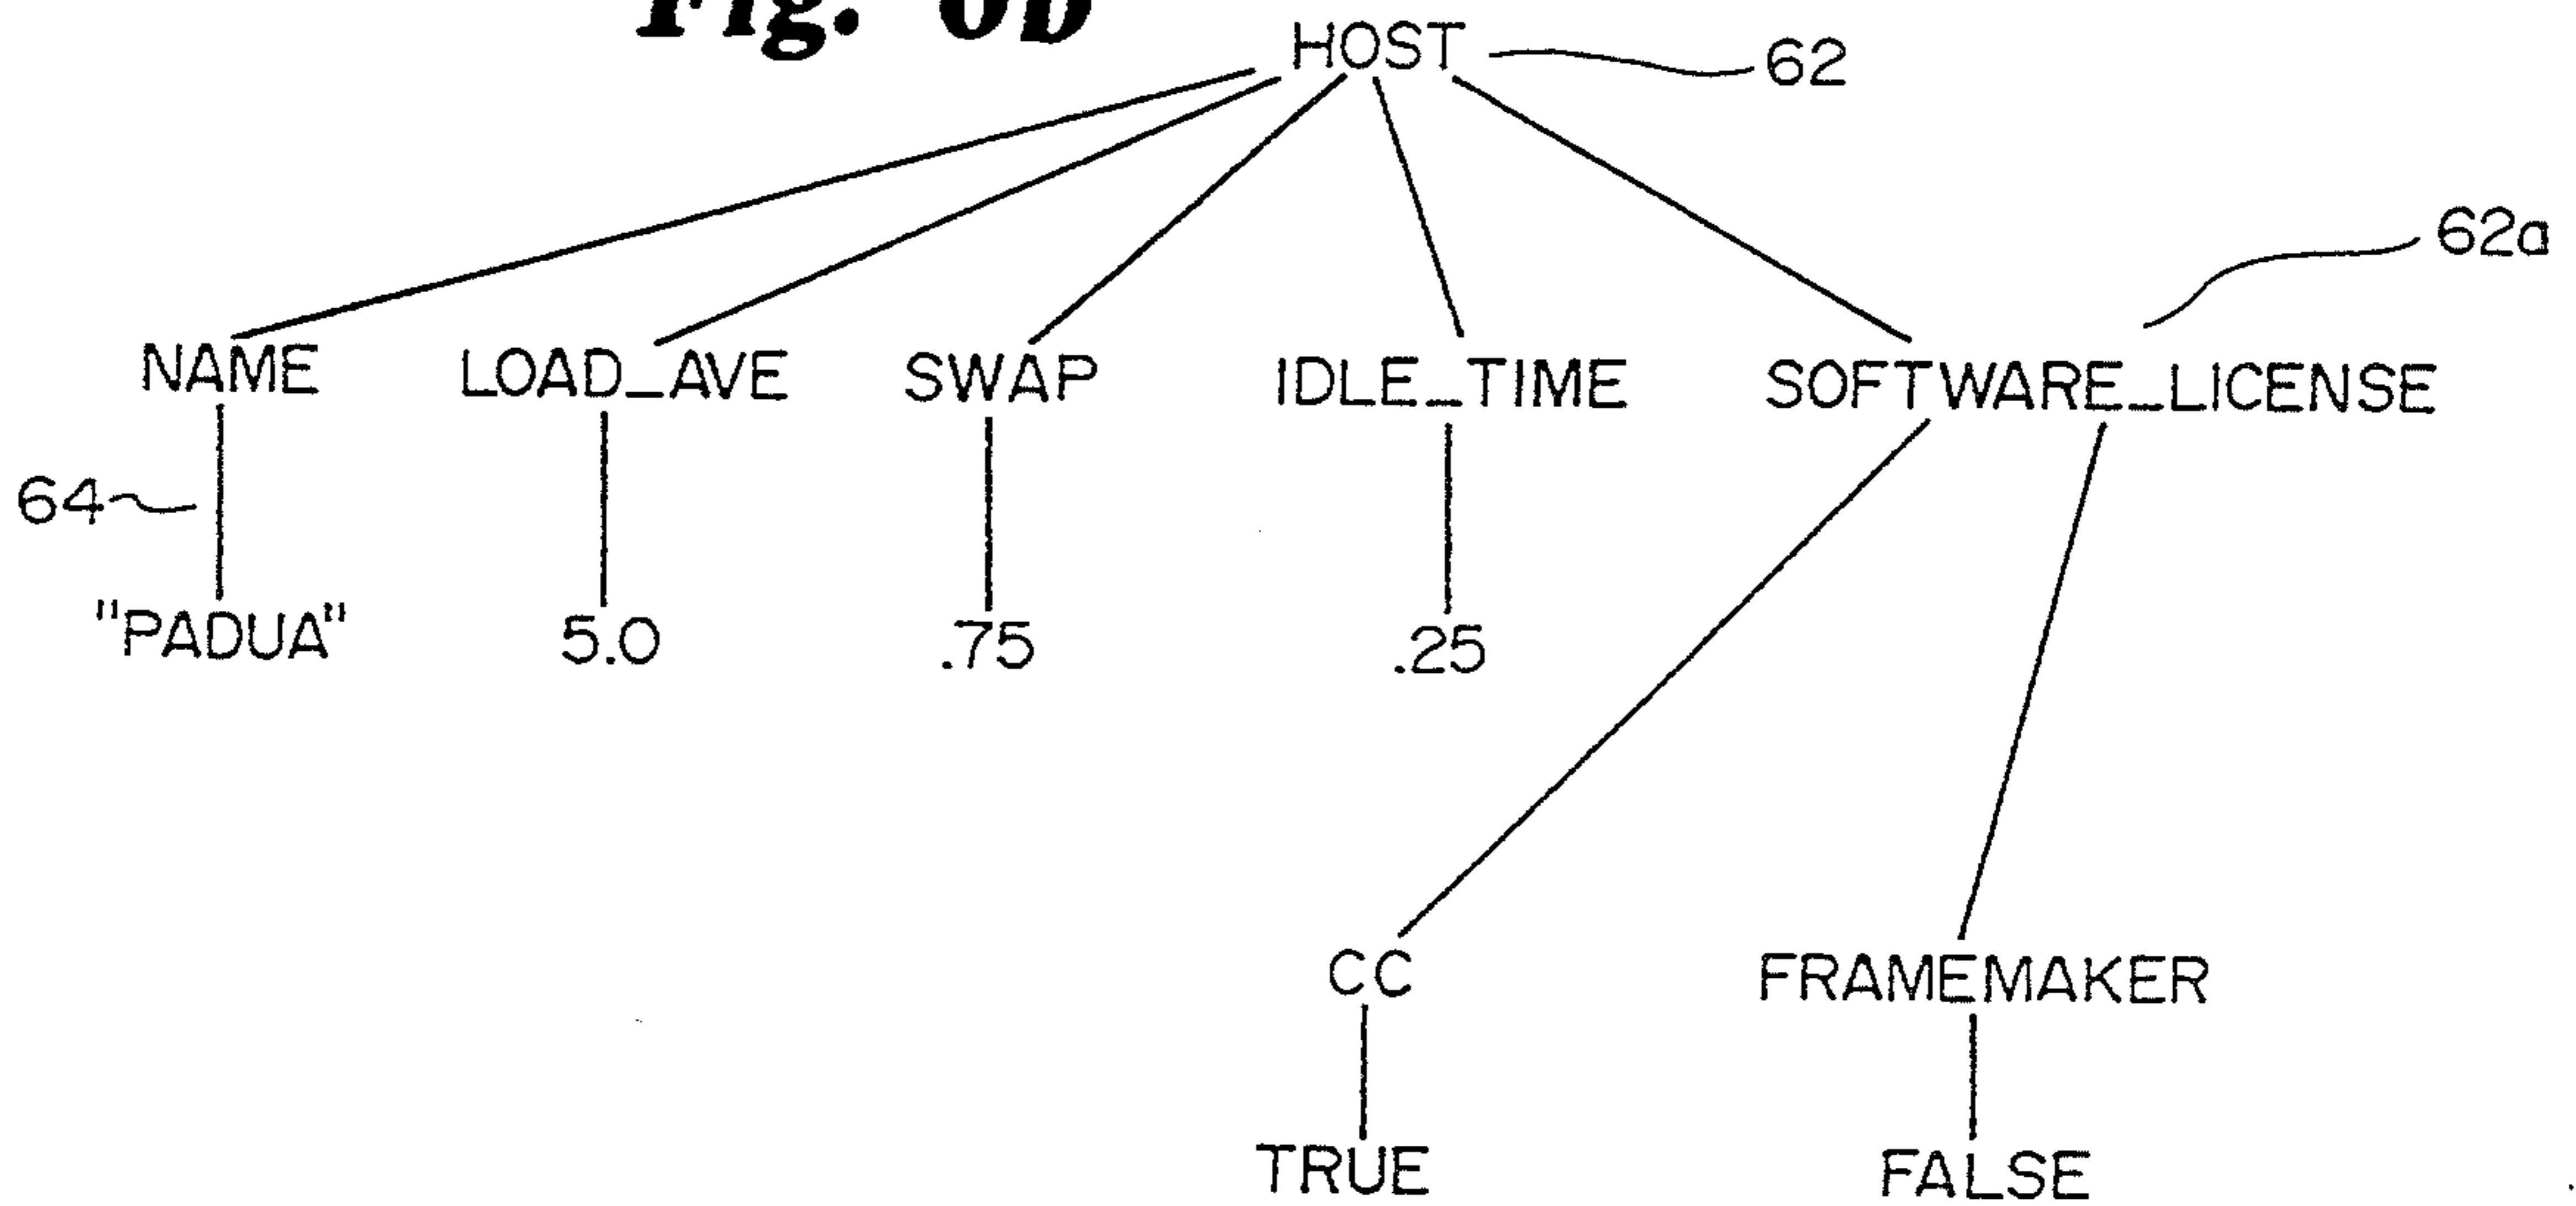 Fig. 6b
HOST 62
62a
NAME LOAD_AVE SWAP IDLE_TIME SOFTWARE_LICENSE
64
"PADUA" 5.0 .75 .25
CC FRAMEMAKER
TRUE FALSE